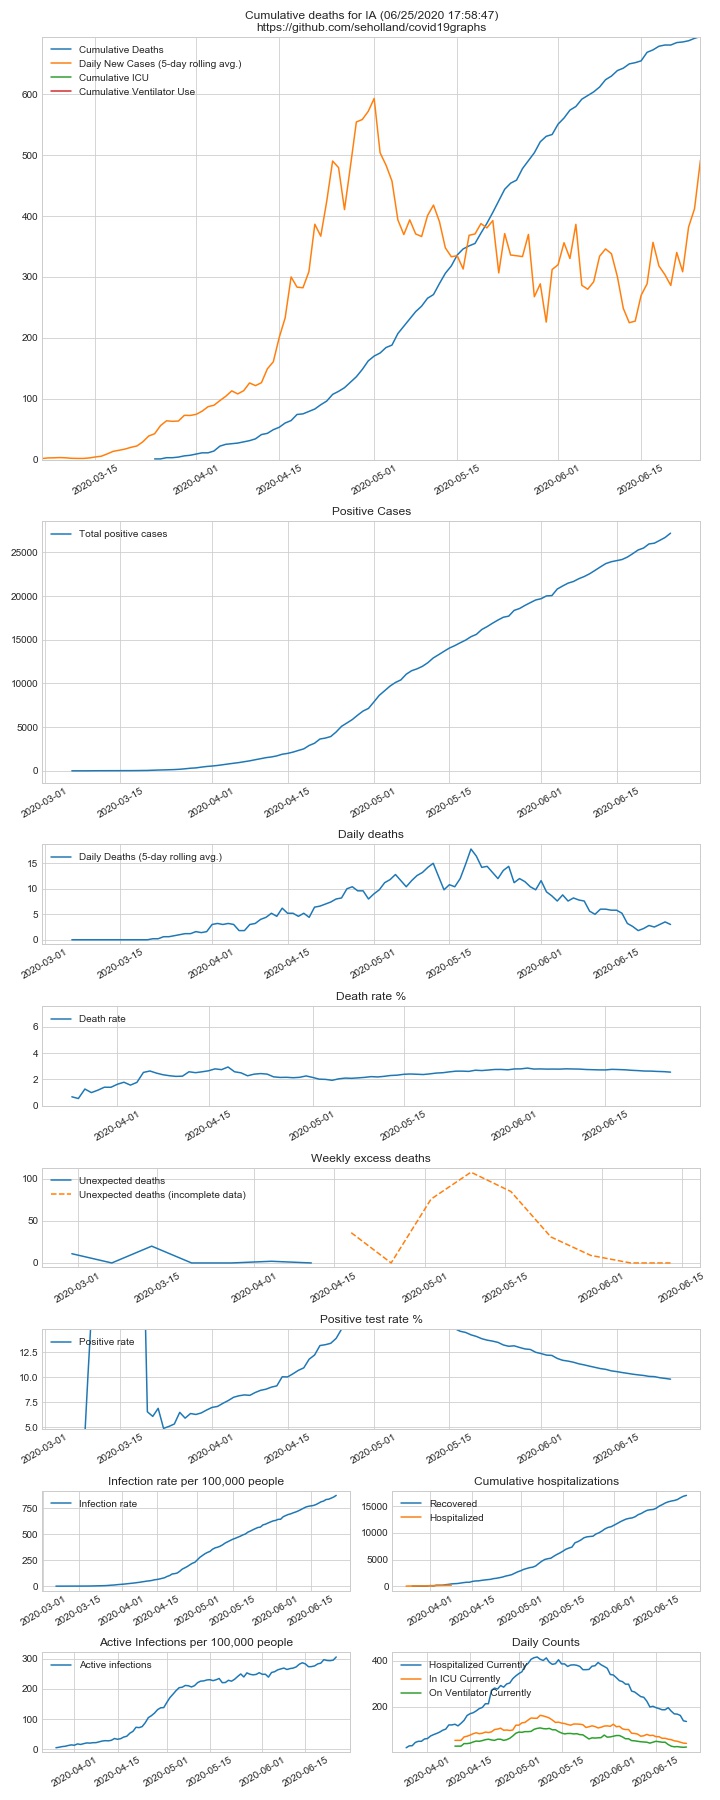 Cumulative deaths for IA (06/25/2020 17:58:47)
https://github.com/seholland/covid19graphs
Cumulative Deaths
Daily New Cases (5-day rolling avg.)
Cumulative ICU
Cumulative Ventilator Use
600
500
400
300
200
100
0
2020-03-15 2020-04-01 2020-04-15 2020-05-01 2020-05-15 2020-06-01 2020-06-15
Positive Cases
Total positive cases
25000
20000
15000
10000
5000
0
2020-03-01 2020-03-15 2020-04-01 2020-04-15 2020-05-01 2020-05-15 2020-06-01 2020-06-15
Daily deaths
Daily Deaths (5-day rolling avg.)
15
10
5
0
2020-03-01 2020-03-15 2020-04-01 2020-04-15 2020-05-01 2020-05-15 2020-06-01 2020-06-15
Death rate %
Death rate
6
4
2
0
2020-04-01 2020-04-15 2020-05-01 2020-05-15 2020-06-01 2020-06-15
Weekly excess deaths
Unexpected deaths
Unexpected deaths (incomplete data)
100
50
0
2020-03-01 2020-03-15 2020-04-01 2020-04-15 2020-05-01 2020-05-15 2020-06-01 2020-06-15
Positive test rate %
Positive rate
12.5
10.0
7.5
5.0
2020-03-01 2020-03-15 2020-04-01 2020-04-15 2020-05-01 2020-05-15 2020-06-01 2020-06-15
Infection rate per 100,000 people
Infection rate
750
500
250
0
2020-03-01 2020-03-15 2020-04-01 2020-04-15 2020-05-01 2020-05-15 2020-06-01 2020-06-15
Cumulative hospitalizations
Recovered
Hospitalized
15000
10000
5000
0
2020-04-01 2020-04-15 2020-05-01 2020-05-15 2020-06-01 2020-06-15
Active Infections per 100,000 people
Active infections
300
200
100
0
2020-04-01 2020-04-15 2020-05-01 2020-05-15 2020-06-01 2020-06-15
Daily Counts
Hospitalized Currently
In ICU Currently
On Ventilator Currently
400
200
2020-04-01 2020-04-15 2020-05-01 2020-05-15 2020-06-01 2020-06-15